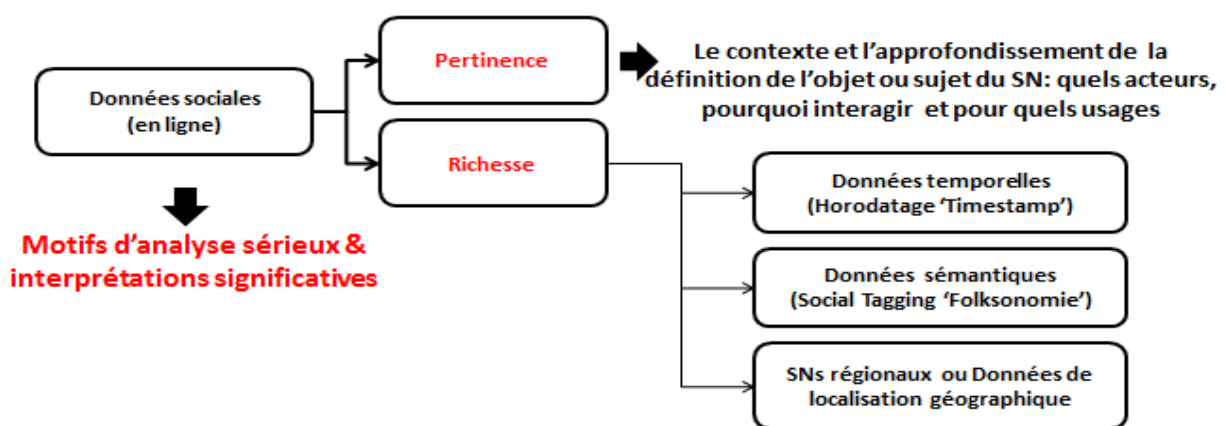 Données sociales
(en ligne)
Motifs d’analyse sérieux &
interprétations significatives
Pertinence
Le contexte et l’approfondissement de la
définition de l’objet ou sujet du SN: quels acteurs,
pourquoi interagir et pour quels usages
Richesse
Données temporelles
(Horodatage ‘Timestamp’)
Données sémantiques
(Social Tagging ‘Folksonomie’)
SNs régionaux ou Données de
localisation géographique